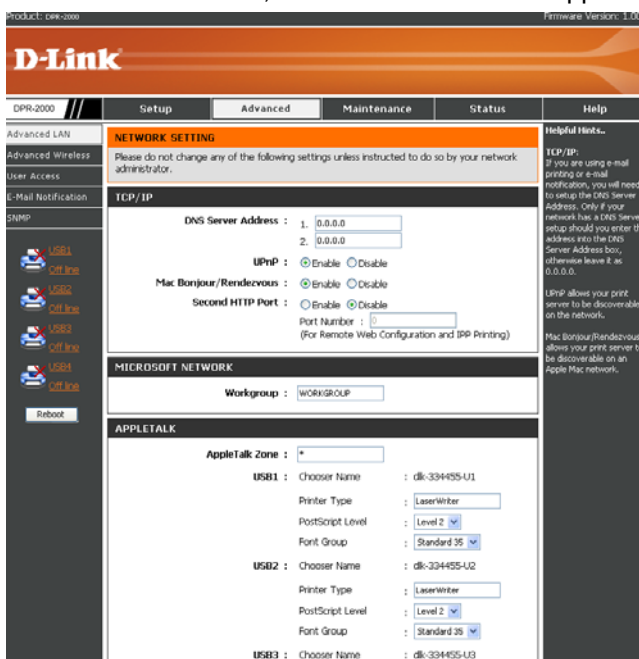 Product: DPR-2000
Firmware Version: 1.00
D-Link
DPR-2000
Setup
Advanced
Maintenance
Status
Help
Advanced LAN
Advanced Wireless
User Access
E-Mail Notification
SNMP
USB1
Off line
USB2
Off line
USB3
Off line
USB4
Off line
Reboot
NETWORK SETTING
Please do not change any of the following settings unless instructed to do so by your network
administrator.
TCP/IP
DNS Server Address : 1. 0.0.0.0
2. 0.0.0.0
UPnP : Enable Disable
Mac Bonjour/Rendezvous : Enable Disable
Second HTTP Port : Enable Disable
Port Number : 0
(For Remote Web Configuration and IPP Printing)
MICROSOFT NETWORK
Workgroup : WORKGROUP
APPLETALK
AppleTalk Zone : *
USB1 : Chooser Name : dlk-334455-U1
Printer Type : LaserWriter
PostScript Level : Level 2
Font Group : Standard 35
USB2 : Chooser Name : dlk-334455-U2
Printer Type : LaserWriter
PostScript Level : Level 2
Font Group : Standard 35
USB3 : Chooser Name : dlk-334455-U3
Helpful Hints..
TCP/IP:
If you are using e-mail
printing or e-mail
notification, you will need
to setup the DNS Server
Address. Only if your
network has a DNS Serve
setup should you enter th
address into the DNS
Server Address box,
otherwise leave it as
0.0.0.0.
UPnP allows your print
server to be discoverable
on the network.
Mac Bonjour/Rendezvous
allows your print server t
be discoverable on an
Apple Mac network.